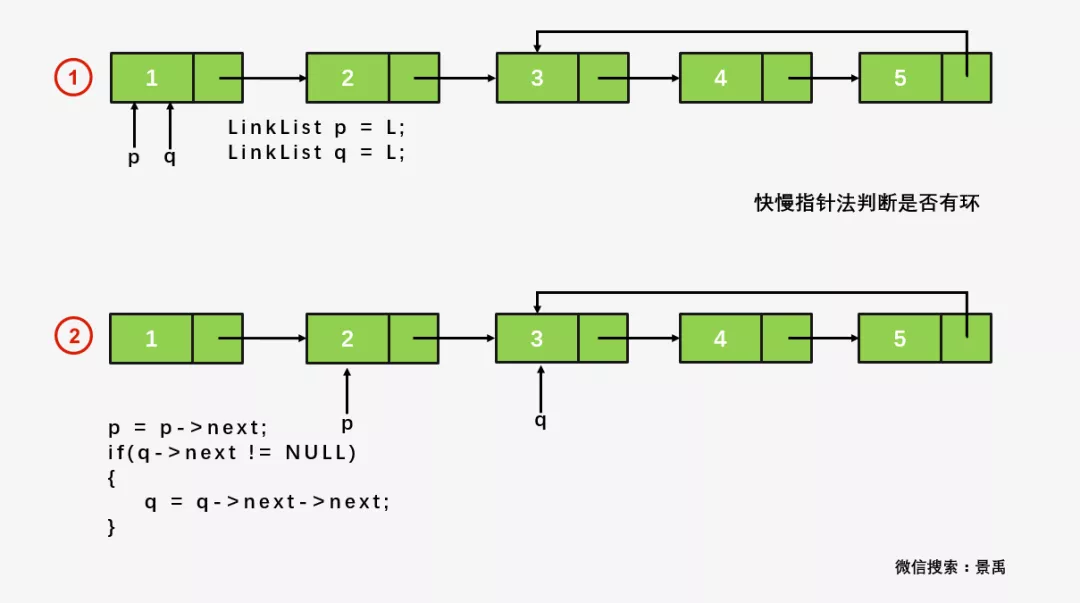 ①
1 2 3 4 5
p q
LinkList p = L;
LinkList q = L;
快慢指针法判断是否有环
②
1 2 3 4 5
p q
p = p->next;
if(q->next != NULL)
{
q = q->next->next;
}
微信搜索：景禹